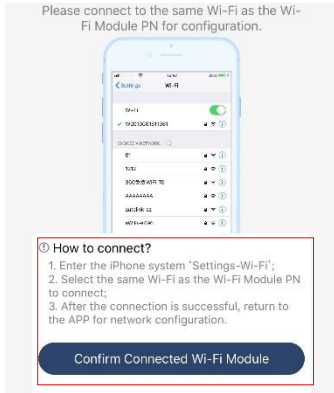 Please connect to the same Wi-Fi as the Wi-
Fi Module PN for configuration.
Settings
Wi-Fi
Wi-Fi
01
1212
AAAAAAAA
How to connect?
1. Enter the iPhone system ‘Settings-Wi-Fi’;
2. Select the same Wi-Fi as the Wi-Fi Module PN
to connect;
3. After the connection is successful, return to
the APP for network configuration.
Confirm Connected Wi-Fi Module